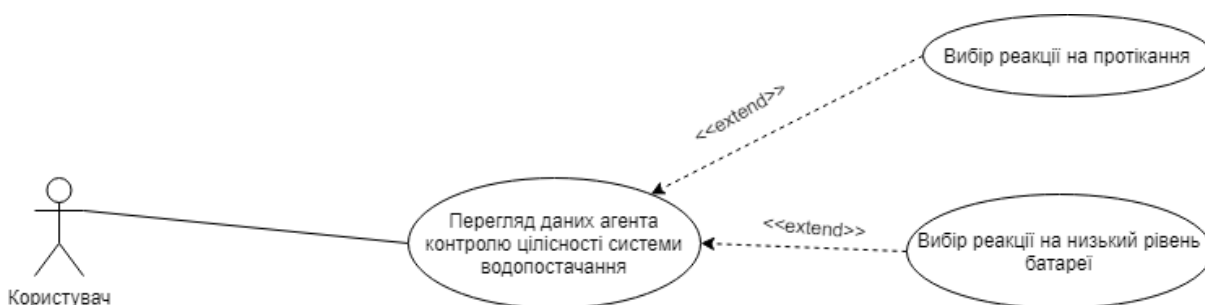 Вибір реакції на протікання
<<extend>>
Перегляд даних агента
контролю цілісності системи
водопостачання
<<extend>>
Вибір реакції на низький рівень
батареї
Користувач